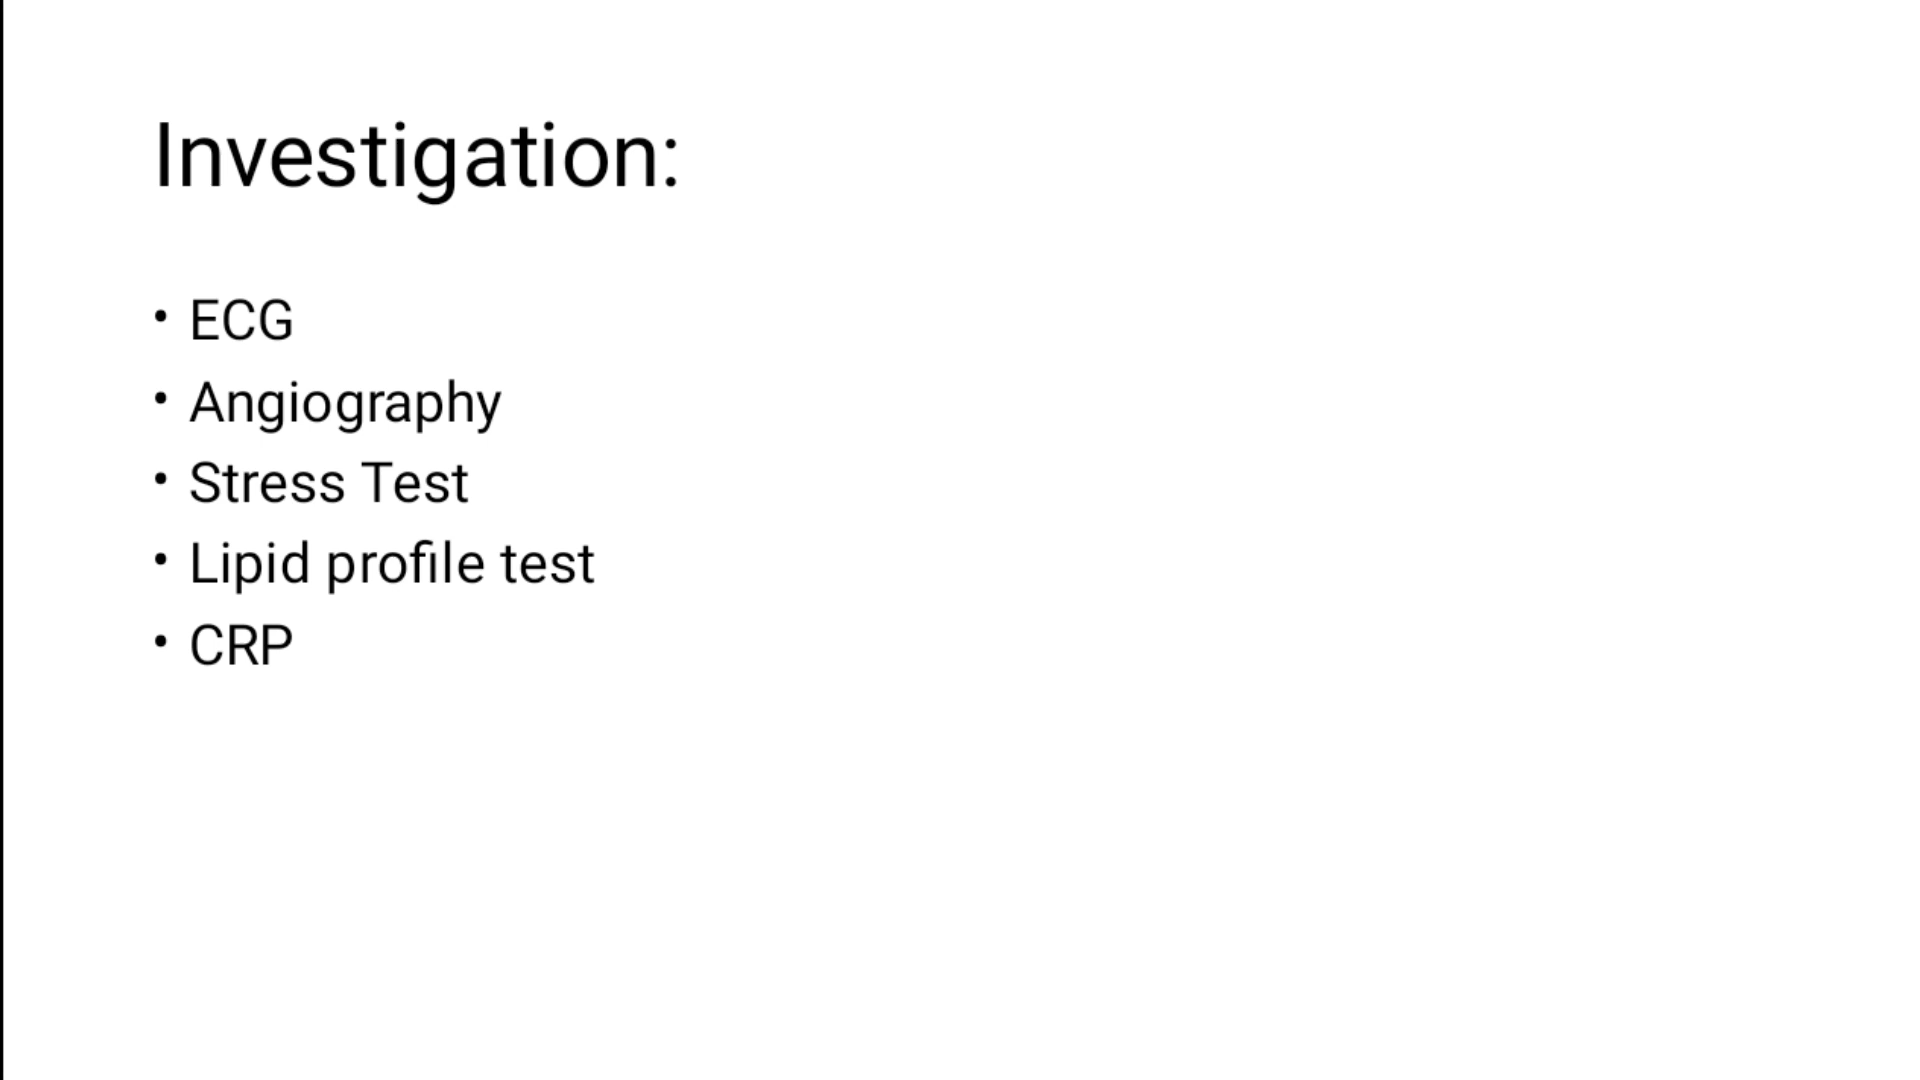 Investigation:
• ECG
• Angiography
• Stress Test
• Lipid profile test
• CRP